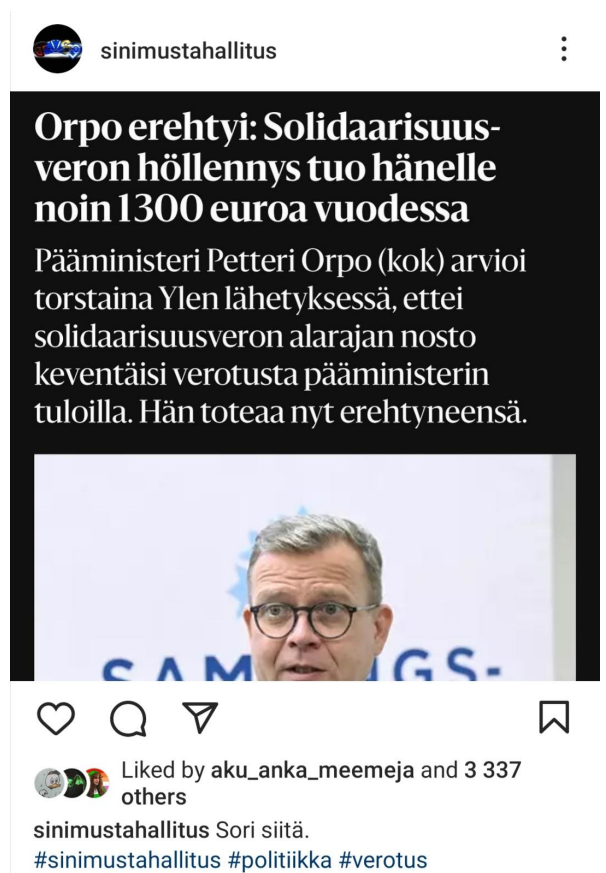 sinimustahallitus
Orpo erehtyi: Solidaarisuus-
veron höllennys tuo hänelle
noin 1300 euroa vuodessa
Pääministeri Petteri Orpo (kok) arvioi
torstaina Ylen lähetyksessä, ettei
solidaarisuusveron alarajan nosto
keventäisi verotusta pääministerin
tuloilla. Hän toteaa nyt erehtyneensä.
SAM GS-
Liked by aku_anka_meemeja and 3 337
others
sinimustahallitus Sori siitä.
#sinimustahallitus #politiikka #verotus